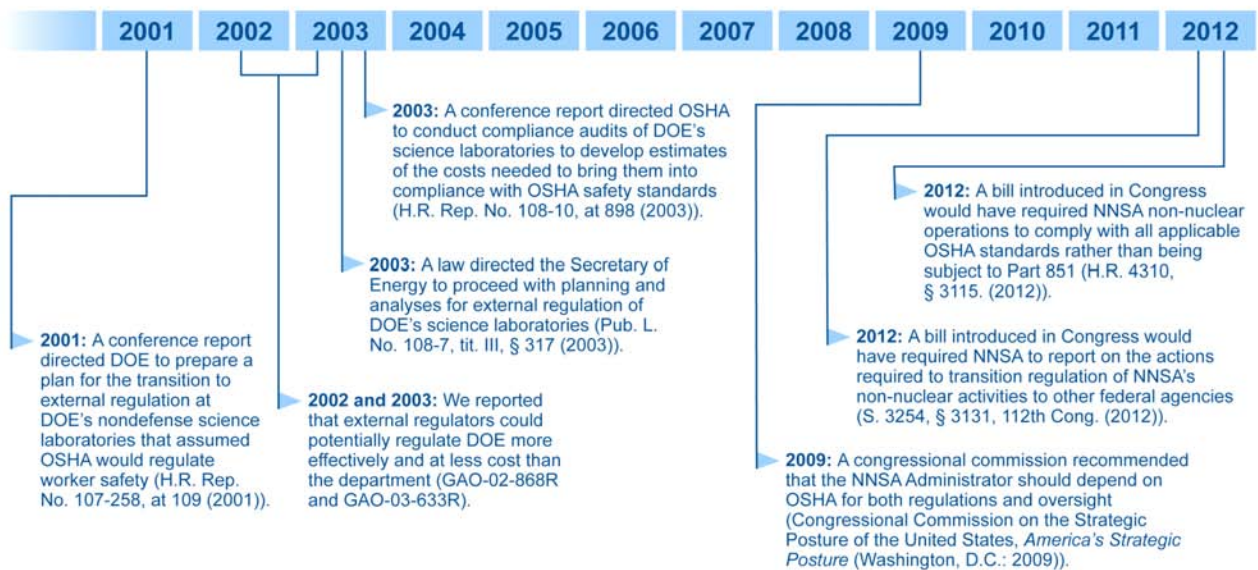 2001 2002 2003 2004 2005 2006 2007 2008 2009 2010 2011 2012
2003: A conference report directed OSHA
to conduct compliance audits of DOE's
science laboratories to develop estimates
of the costs needed to bring them into
compliance with OSHA safety standards
(H.R. Rep. No. 108-10, at 898 (2003)).
2003: A law directed the Secretary of
Energy to proceed with planning and
analyses for external regulation of
DOE's science laboratories (Pub. L.
No. 108-7, tit. III, § 317 (2003)).
2001: A conference report
directed DOE to prepare a
plan for the transition to
external regulation at
DOE's nondefense science
laboratories that assumed
OSHA would regulate
worker safety (H.R. Rep.
No. 107-258, at 109 (2001)).
2002 and 2003: We reported
that external regulators could
potentially regulate DOE more
effectively and at less cost than
the department (GAO-02-868R
and GAO-03-633R).
2012: A bill introduced in Congress
would have required NNSA non-nuclear
operations to comply with all applicable
OSHA standards rather than being
subject to Part 851 (H.R. 4310,
§ 3115. (2012)).
2012: A bill introduced in Congress would
have required NNSA to report on the actions
required to transition regulation of NNSA's
non-nuclear activities to other federal agencies
(S. 3254, § 3131, 112th Cong. (2012)).
2009: A congressional commission recommended
that the NNSA Administrator should depend on
OSHA for both regulations and oversight
(Congressional Commission on the Strategic
Posture of the United States, America's Strategic
Posture (Washington, D.C.: 2009)).